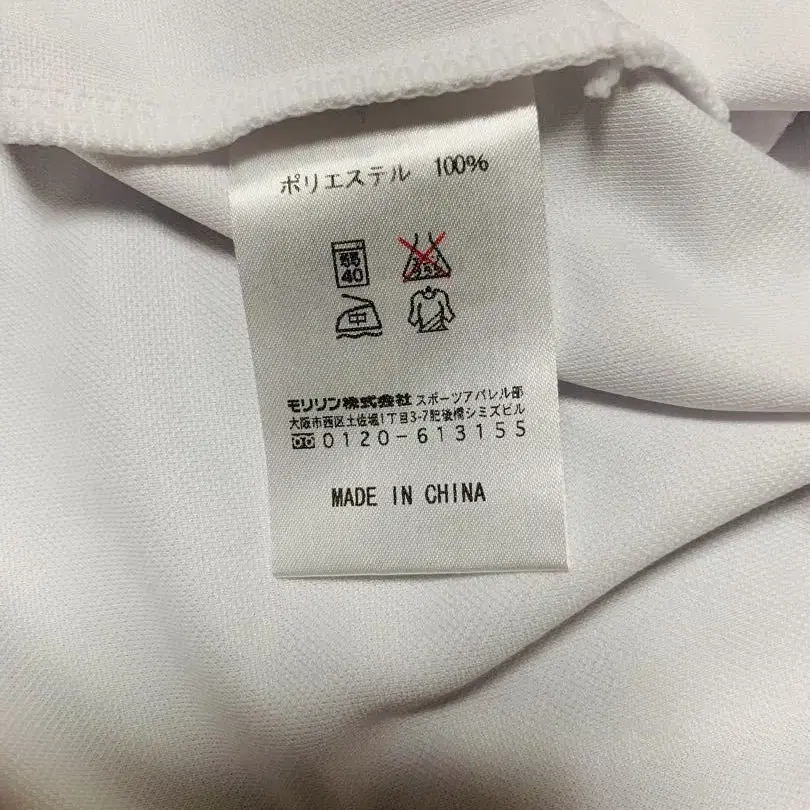 ポリエステル 100%
40
中
モリリン株式会社 スポーツアパレル部
大阪市西区土佐堀1丁目3-7肥後橋シミズビル
0120-613155
MADE IN CHINA